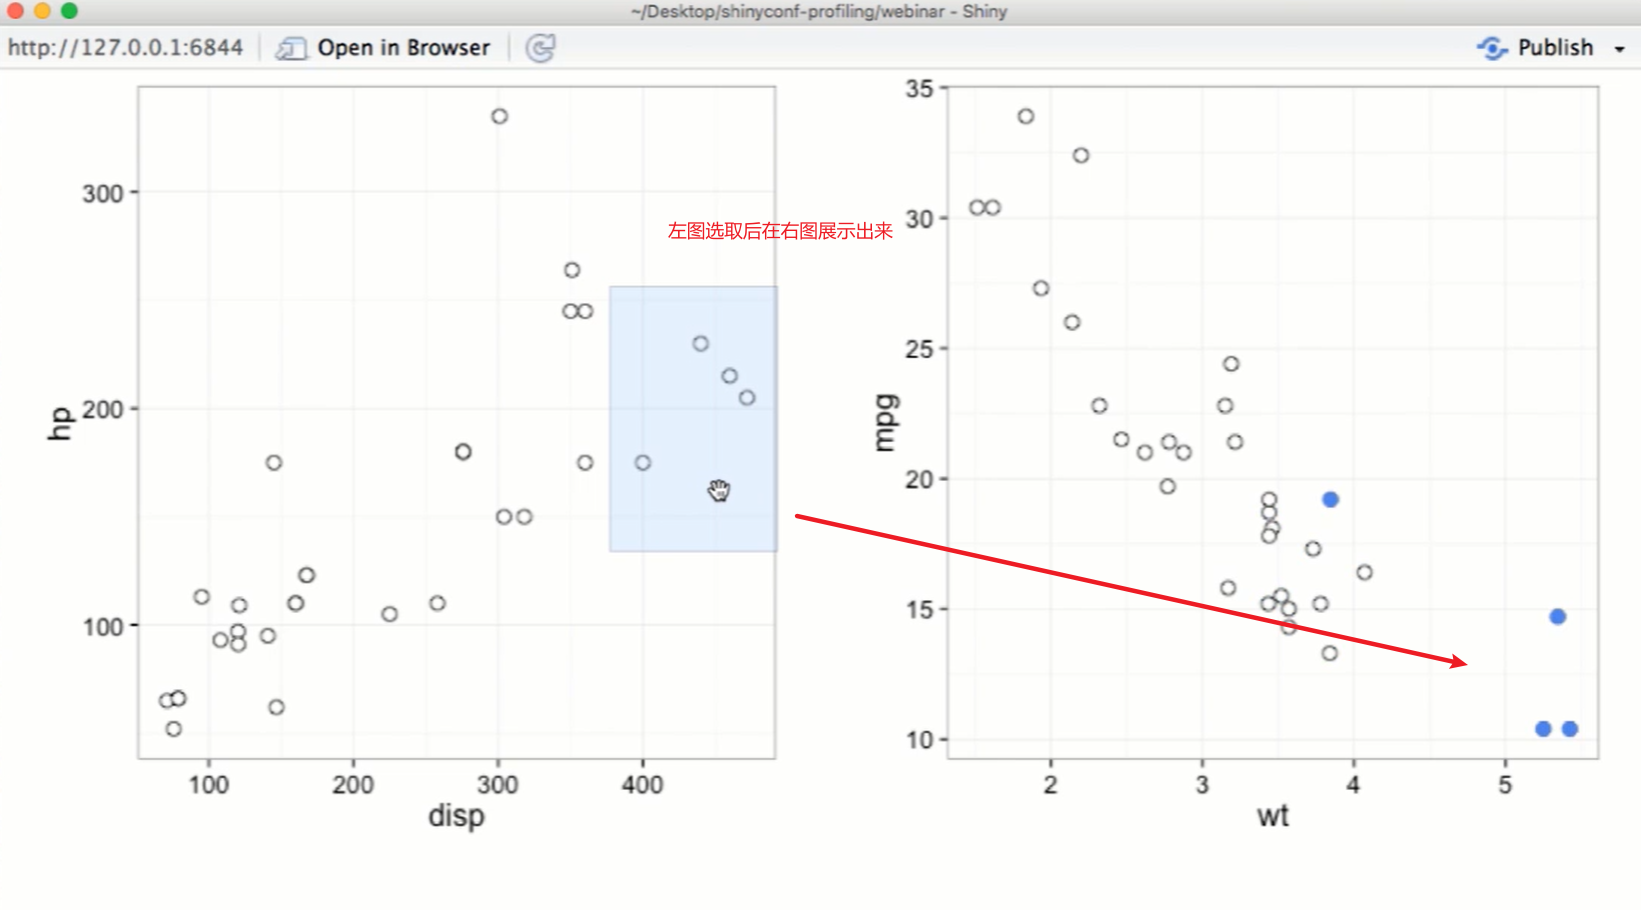 ~/Desktop/shinyconf-profiling/webinar - Shiny
http://127.0.0.1:6844 Open in Browser Publish
300
200
100
hp
100 200 300 400
disp
左图选取后在右图展示出来
35
30
25
20
15
10
mpg
2 3 4 5
wt